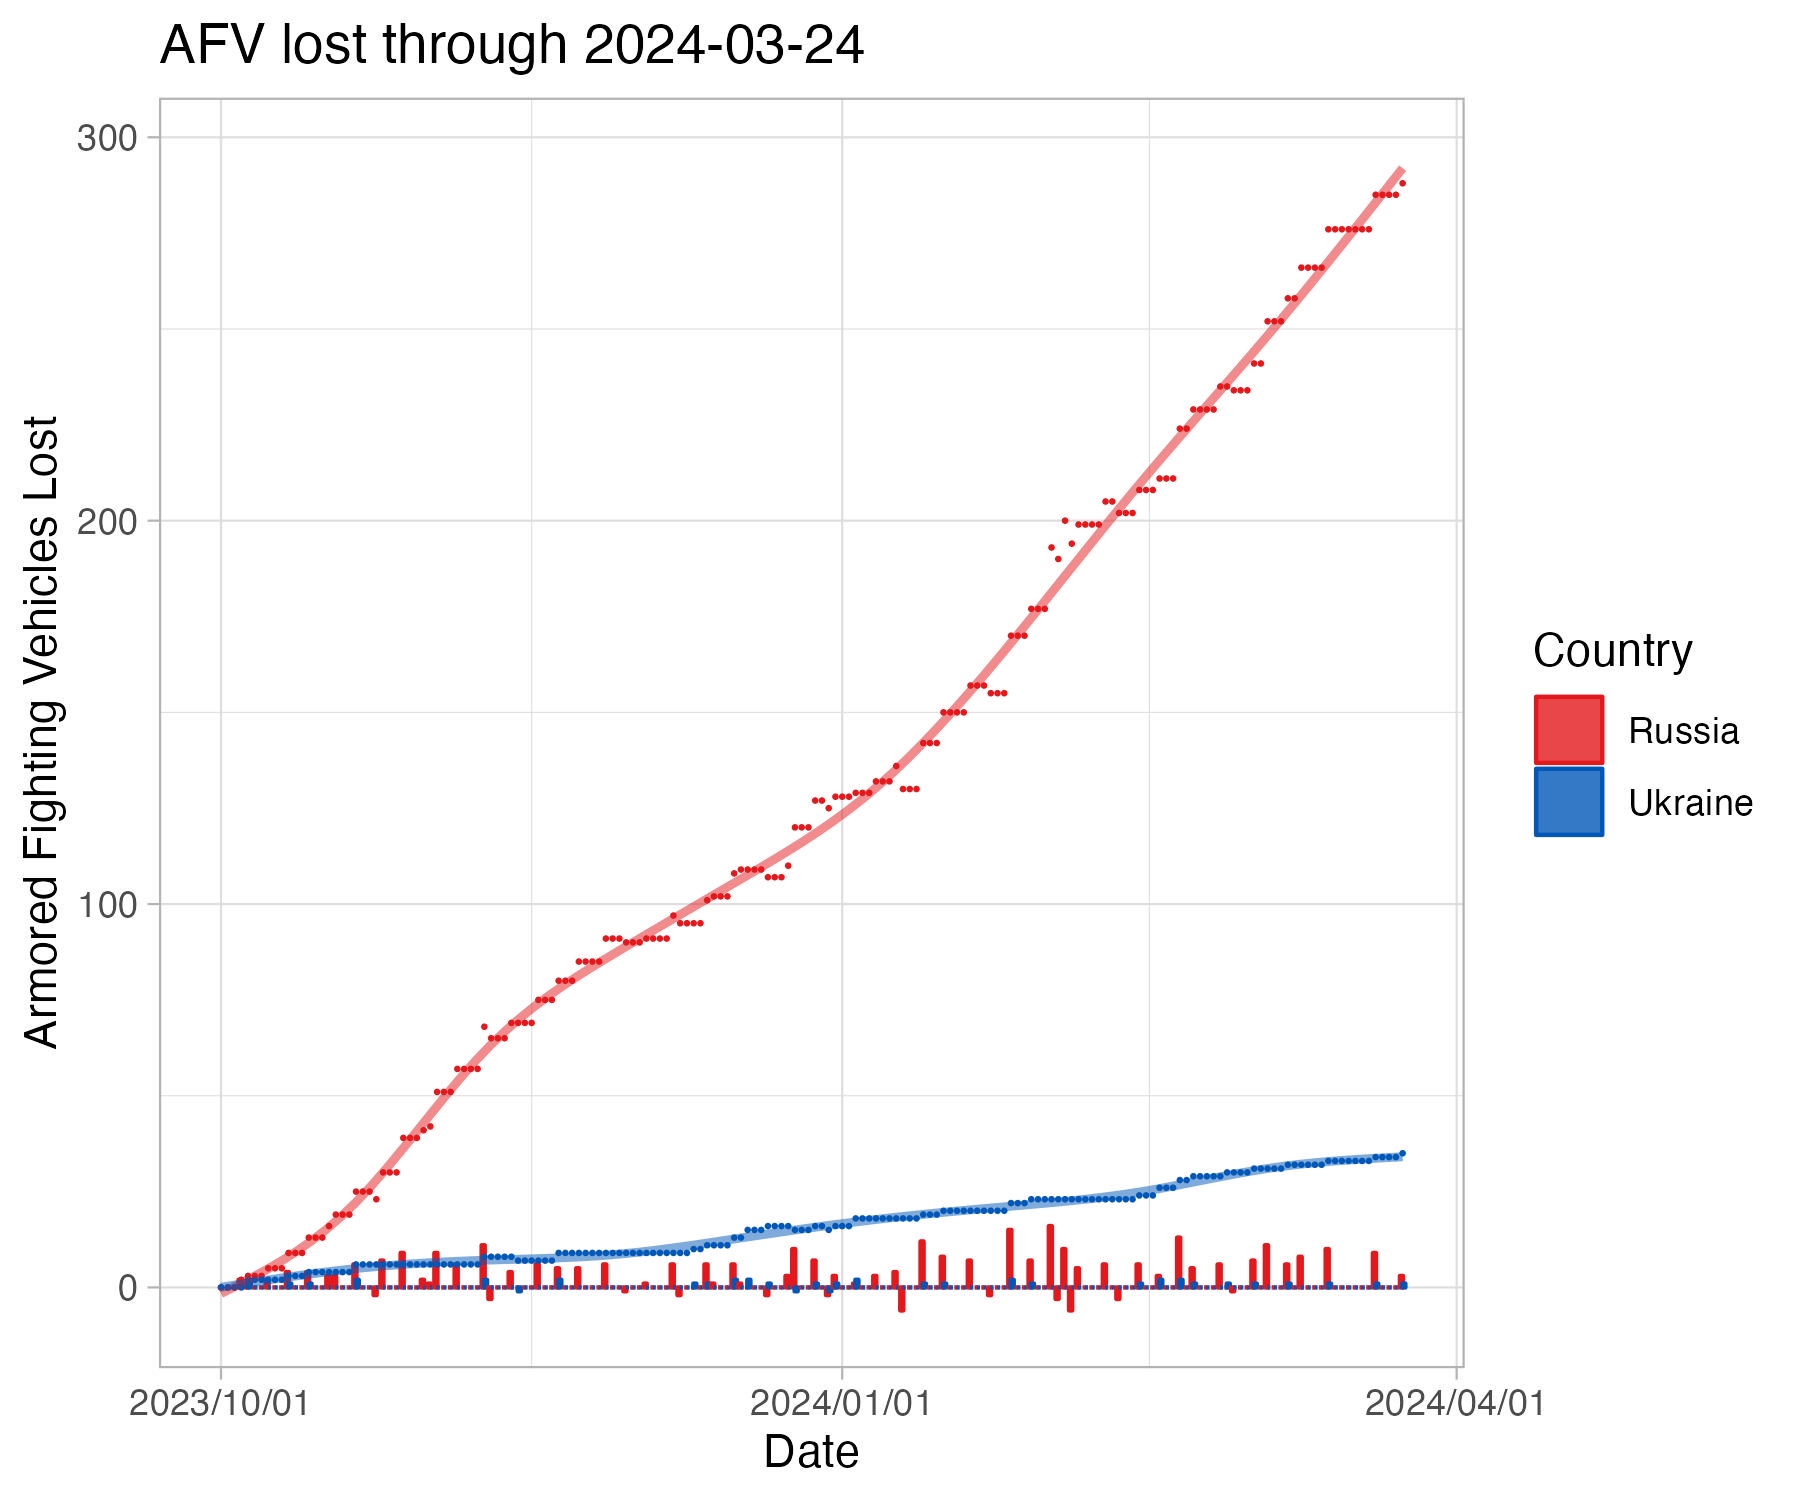 AFV lost through 2024-03-24
Armored Fighting Vehicles Lost
300
200
100
0
2023/10/01
2024/01/01
2024/04/01
Date
Country
Russia
Ukraine